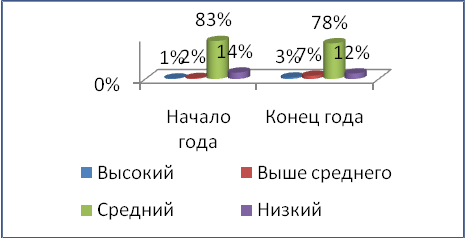 83%
78%
1% 2% 14% 3% 7% 12%
0%
Начало года
Конец года
Высокий
Выше среднего
Средний
Низкий